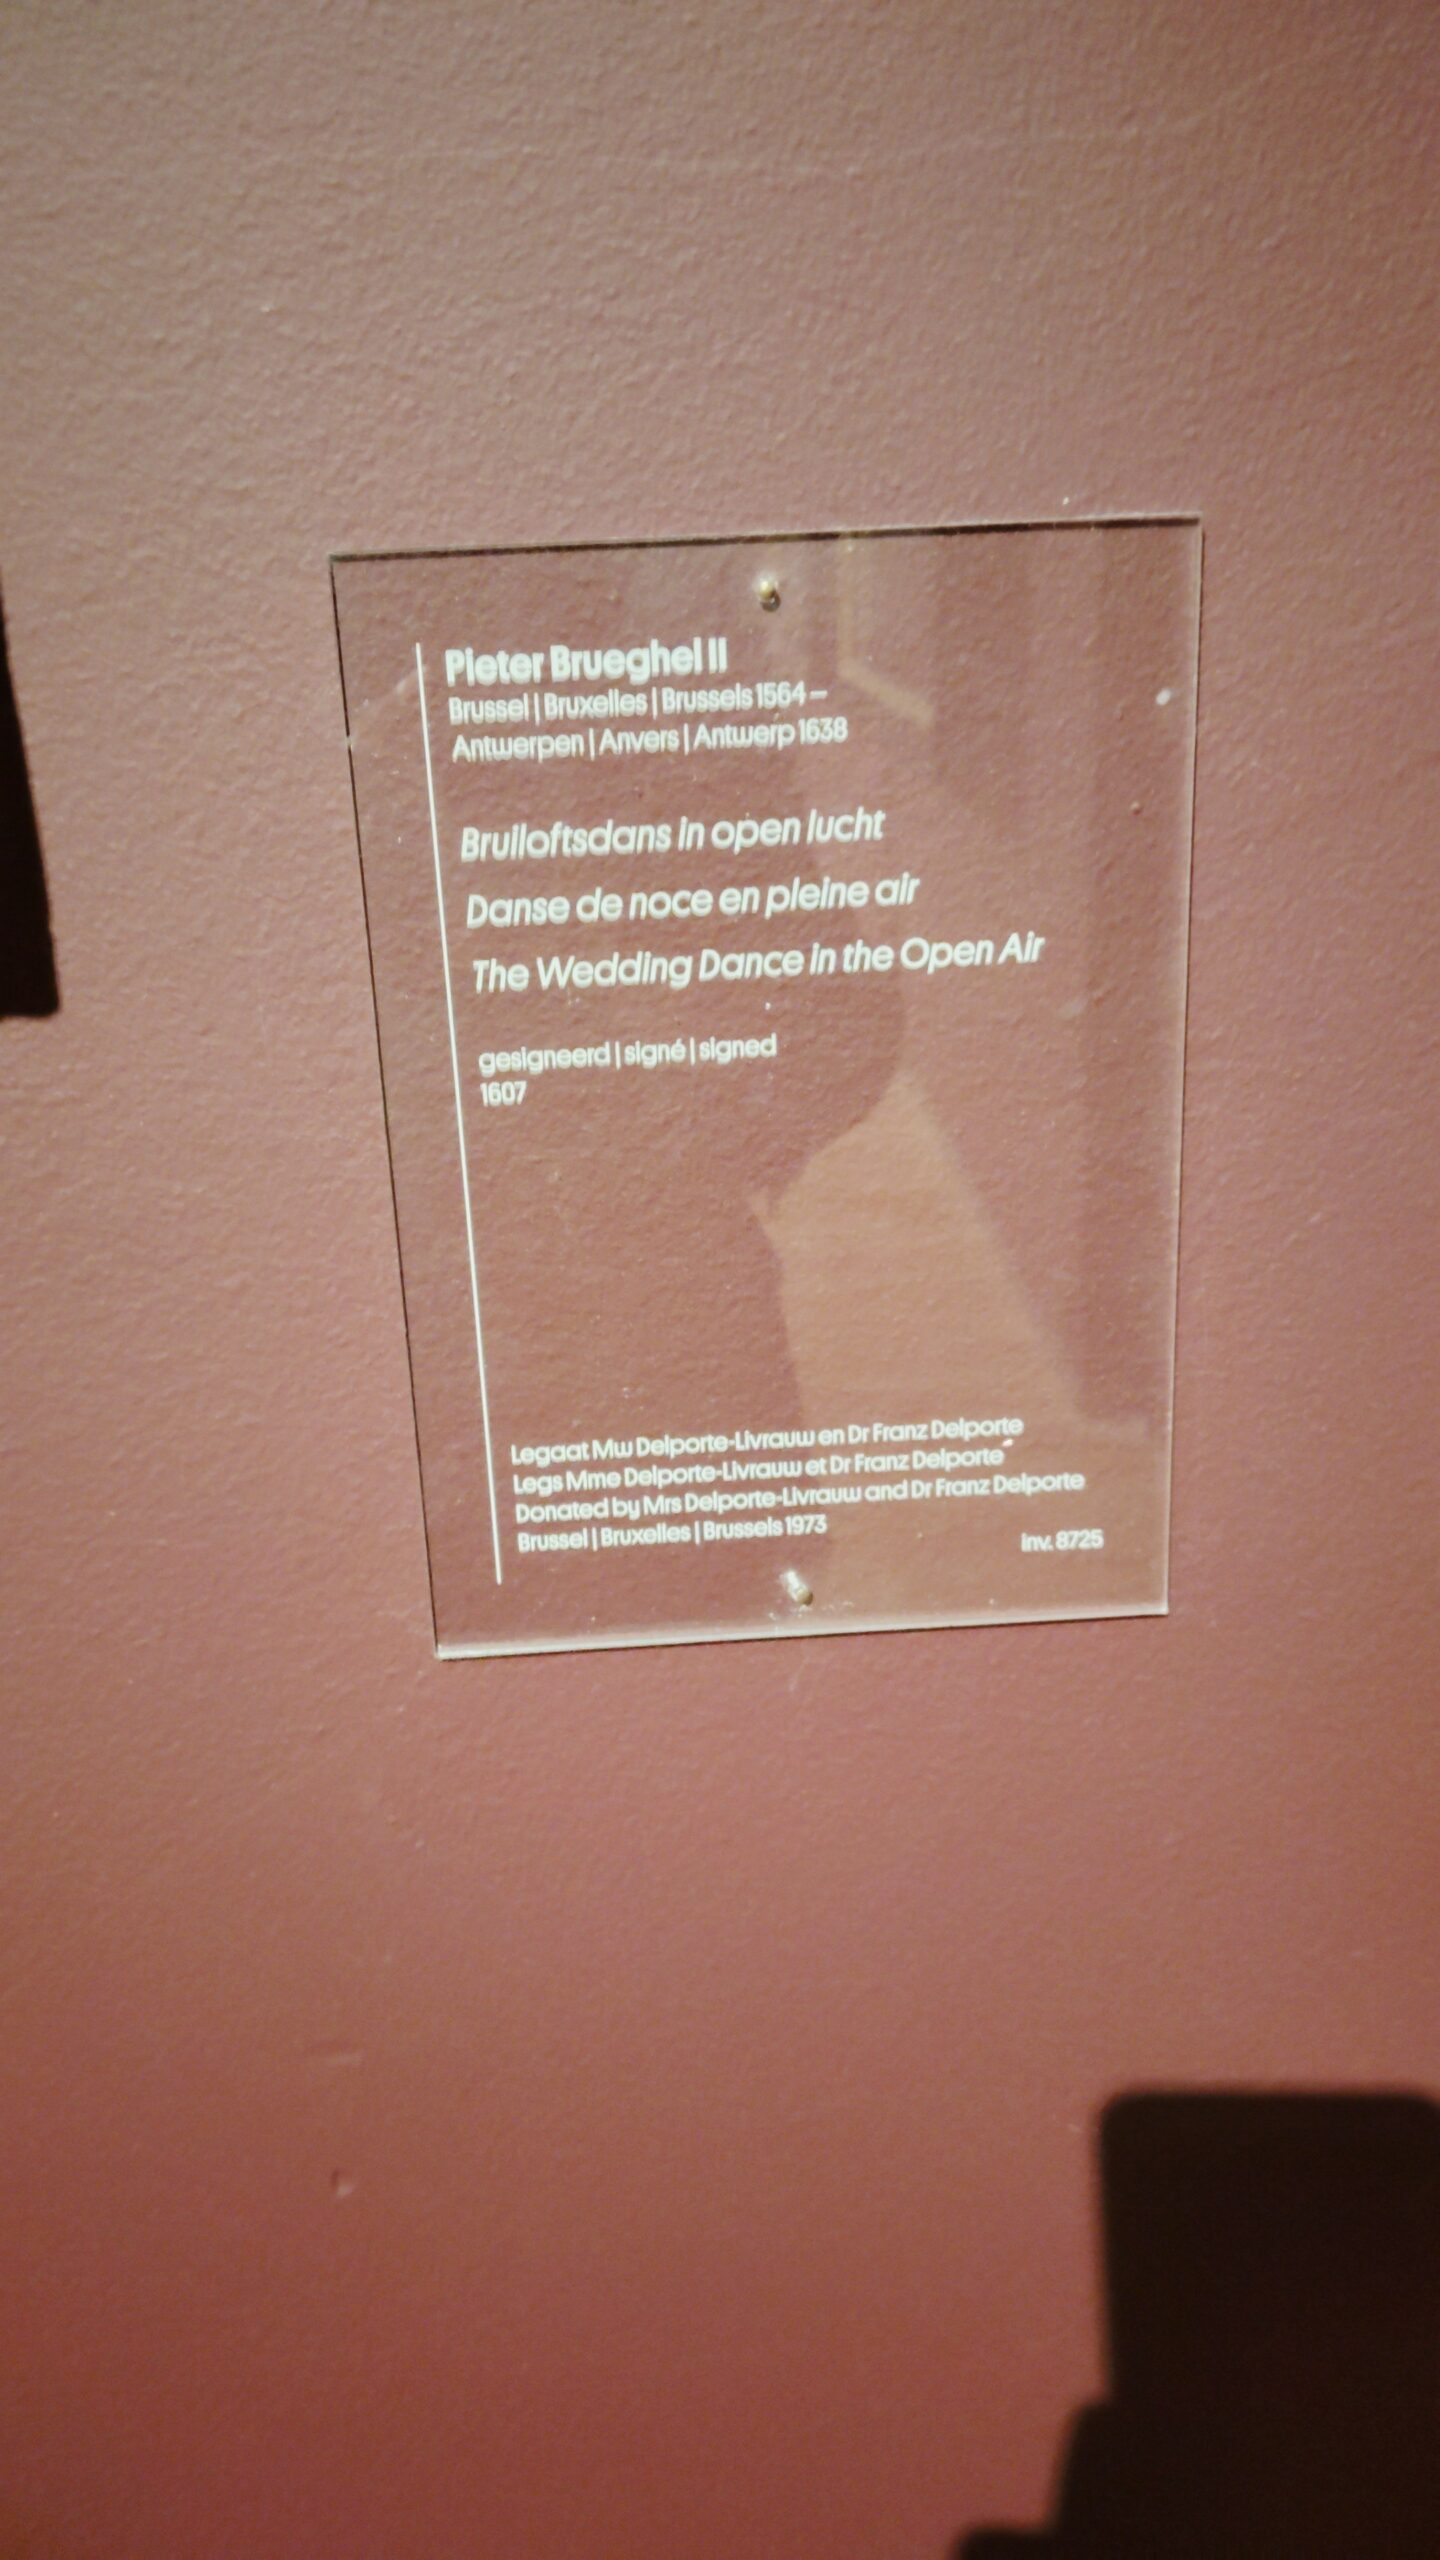 Pieter Brueghel II
Brussel | Bruxelles | Brussels 1564 –
Antwerpen | Anvers | Antwerp 1638
Bruiloftsdans in open lucht
Danse de noce en pleine air
The Wedding Dance in the Open Air
gesigneerd | signé | signed
1607
Legaat Mw Delporte-Livrauw en Dr Franz Delporte
Legs Mme Delporte-Livrauw et Dr Franz Delporte
Donated by Mrs Delporte-Livrauw and Dr Franz Delporte
Brussel | Bruxelles | Brussels 1973
inv. 8725